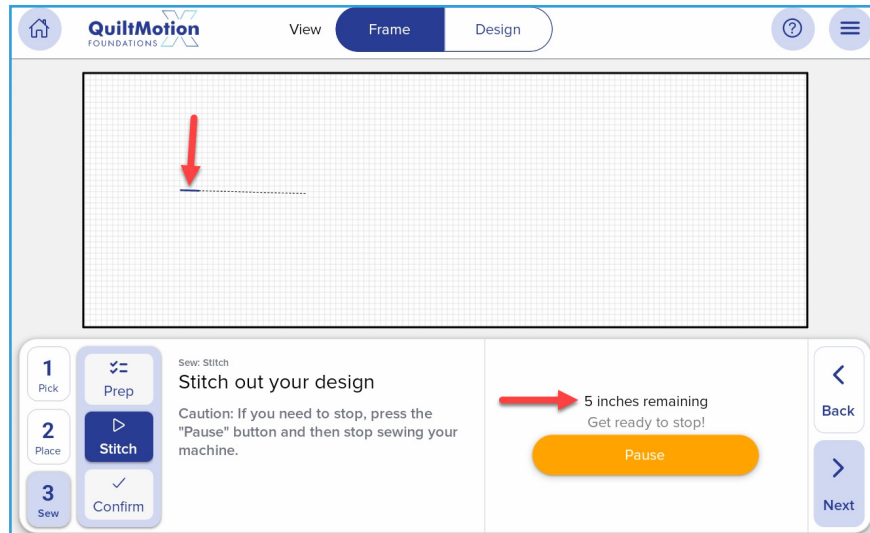 QuiltMotion
FOUNDATIONS
X
View
Frame
Design
?
1
Pick
2
Place
3
Sew
Prep
Stitch
Confirm
Sew: Stitch
Stitch out your design
Caution: If you need to stop, press the
"Pause" button and then stop sewing your
machine.
5 inches remaining
Get ready to stop!
Pause
Back
Next